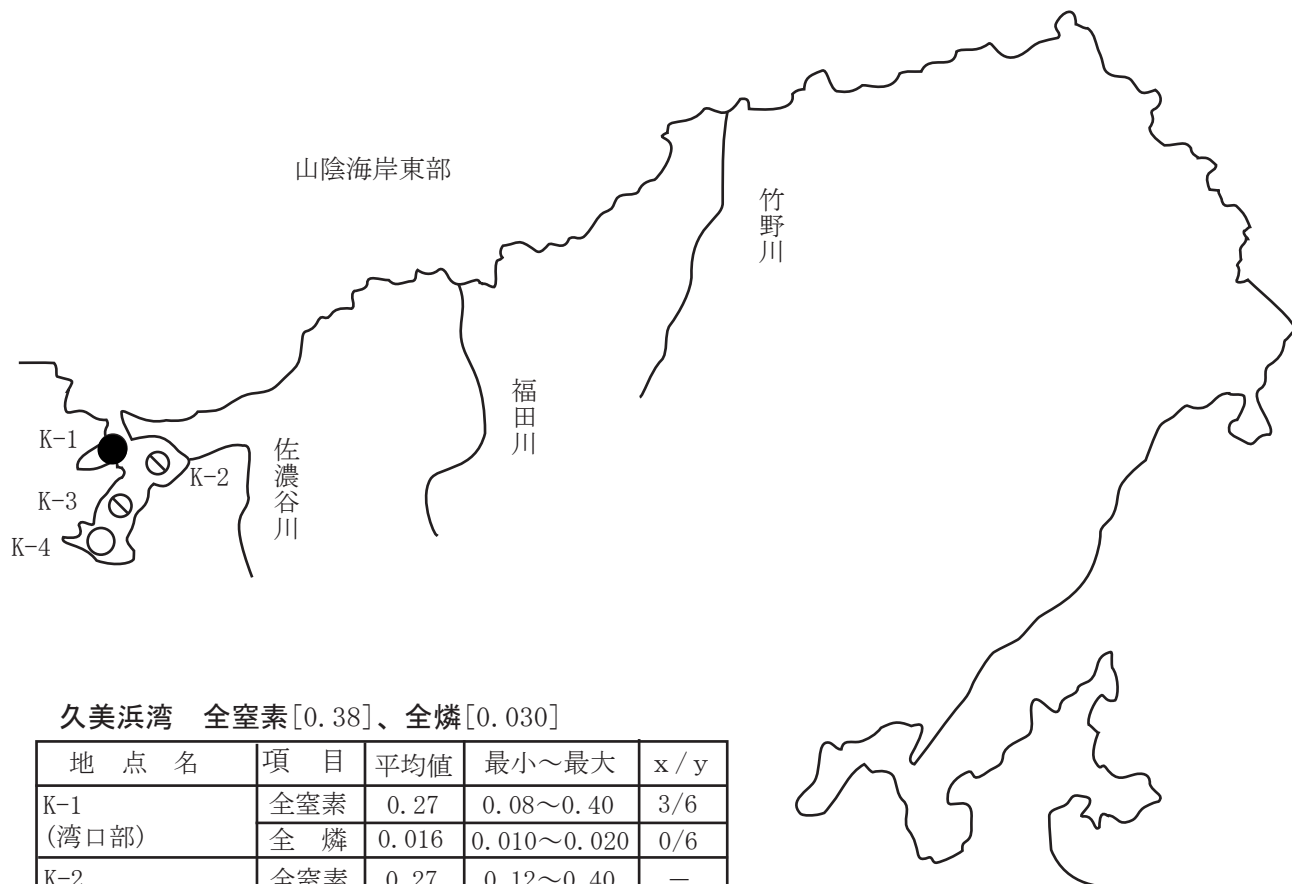 山陰海岸東部
竹野川
福田川
佐濃谷川
K-1
K-2
K-3
K-4
久美浜湾 全窒素[0.38]、全燐[0.030]
地点名 項目 平均値 最小～最大 x/y
K-1 全窒素 0.27 0.08～0.40 3/6
(湾口部) 全燐 0.016 0.010～0.020 0/6
K-2 全窒素 0.27 0.12～0.40 －